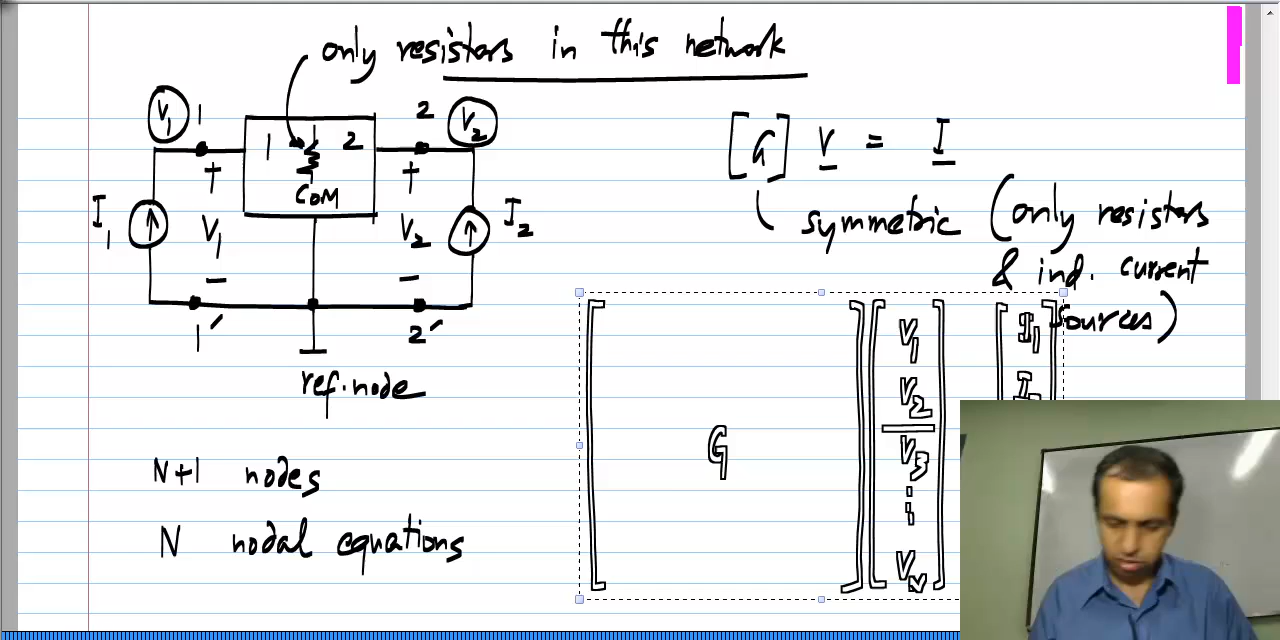 only resistors in this network
V1 1
2 V2
1 2
COM
+ +
I1 V1 V2 I2
− −
1′ 2′
ref. node
N+1 nodes
N nodal equations
[G] V = I
symmetric (only resistors
& ind. current
sources)
G
V1
V2
V3
⋮
VN
I1